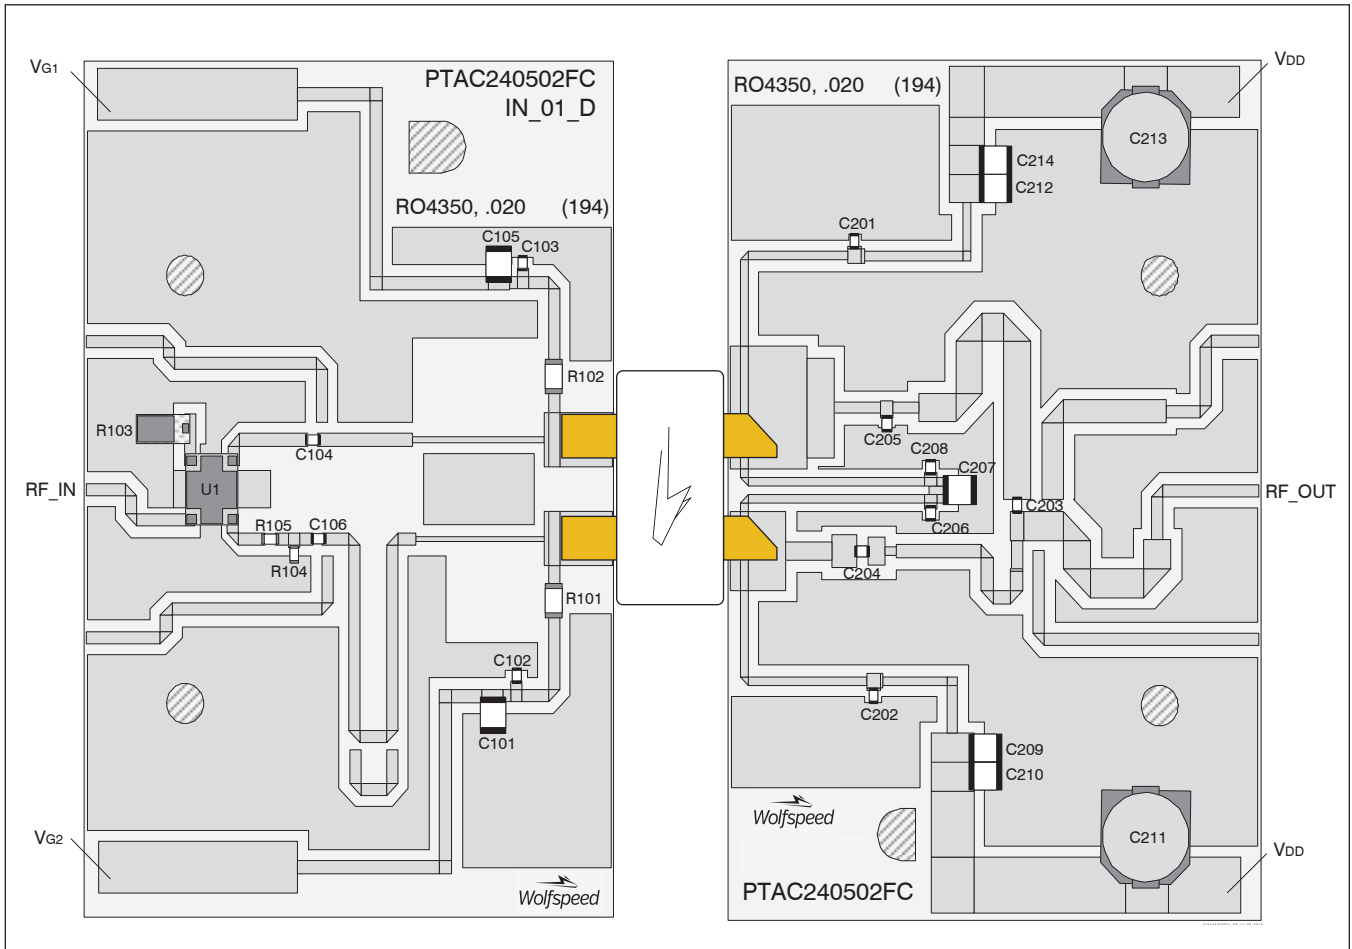 VG1
PTAC240502FC
IN_01_D
RO4350, .020 (194)
C105
C103
R102
R103
C104
RF_IN
U1
R105
C106
R104
R101
C102
C101
VG2
Wolfspeed
RO4350, .020 (194)
VDD
C213
C214
C212
C201
C205
C208
C207
C203
RF_OUT
C206
C204
C202
C209
C210
Wolfspeed
C211
VDD
PTAC240502FC